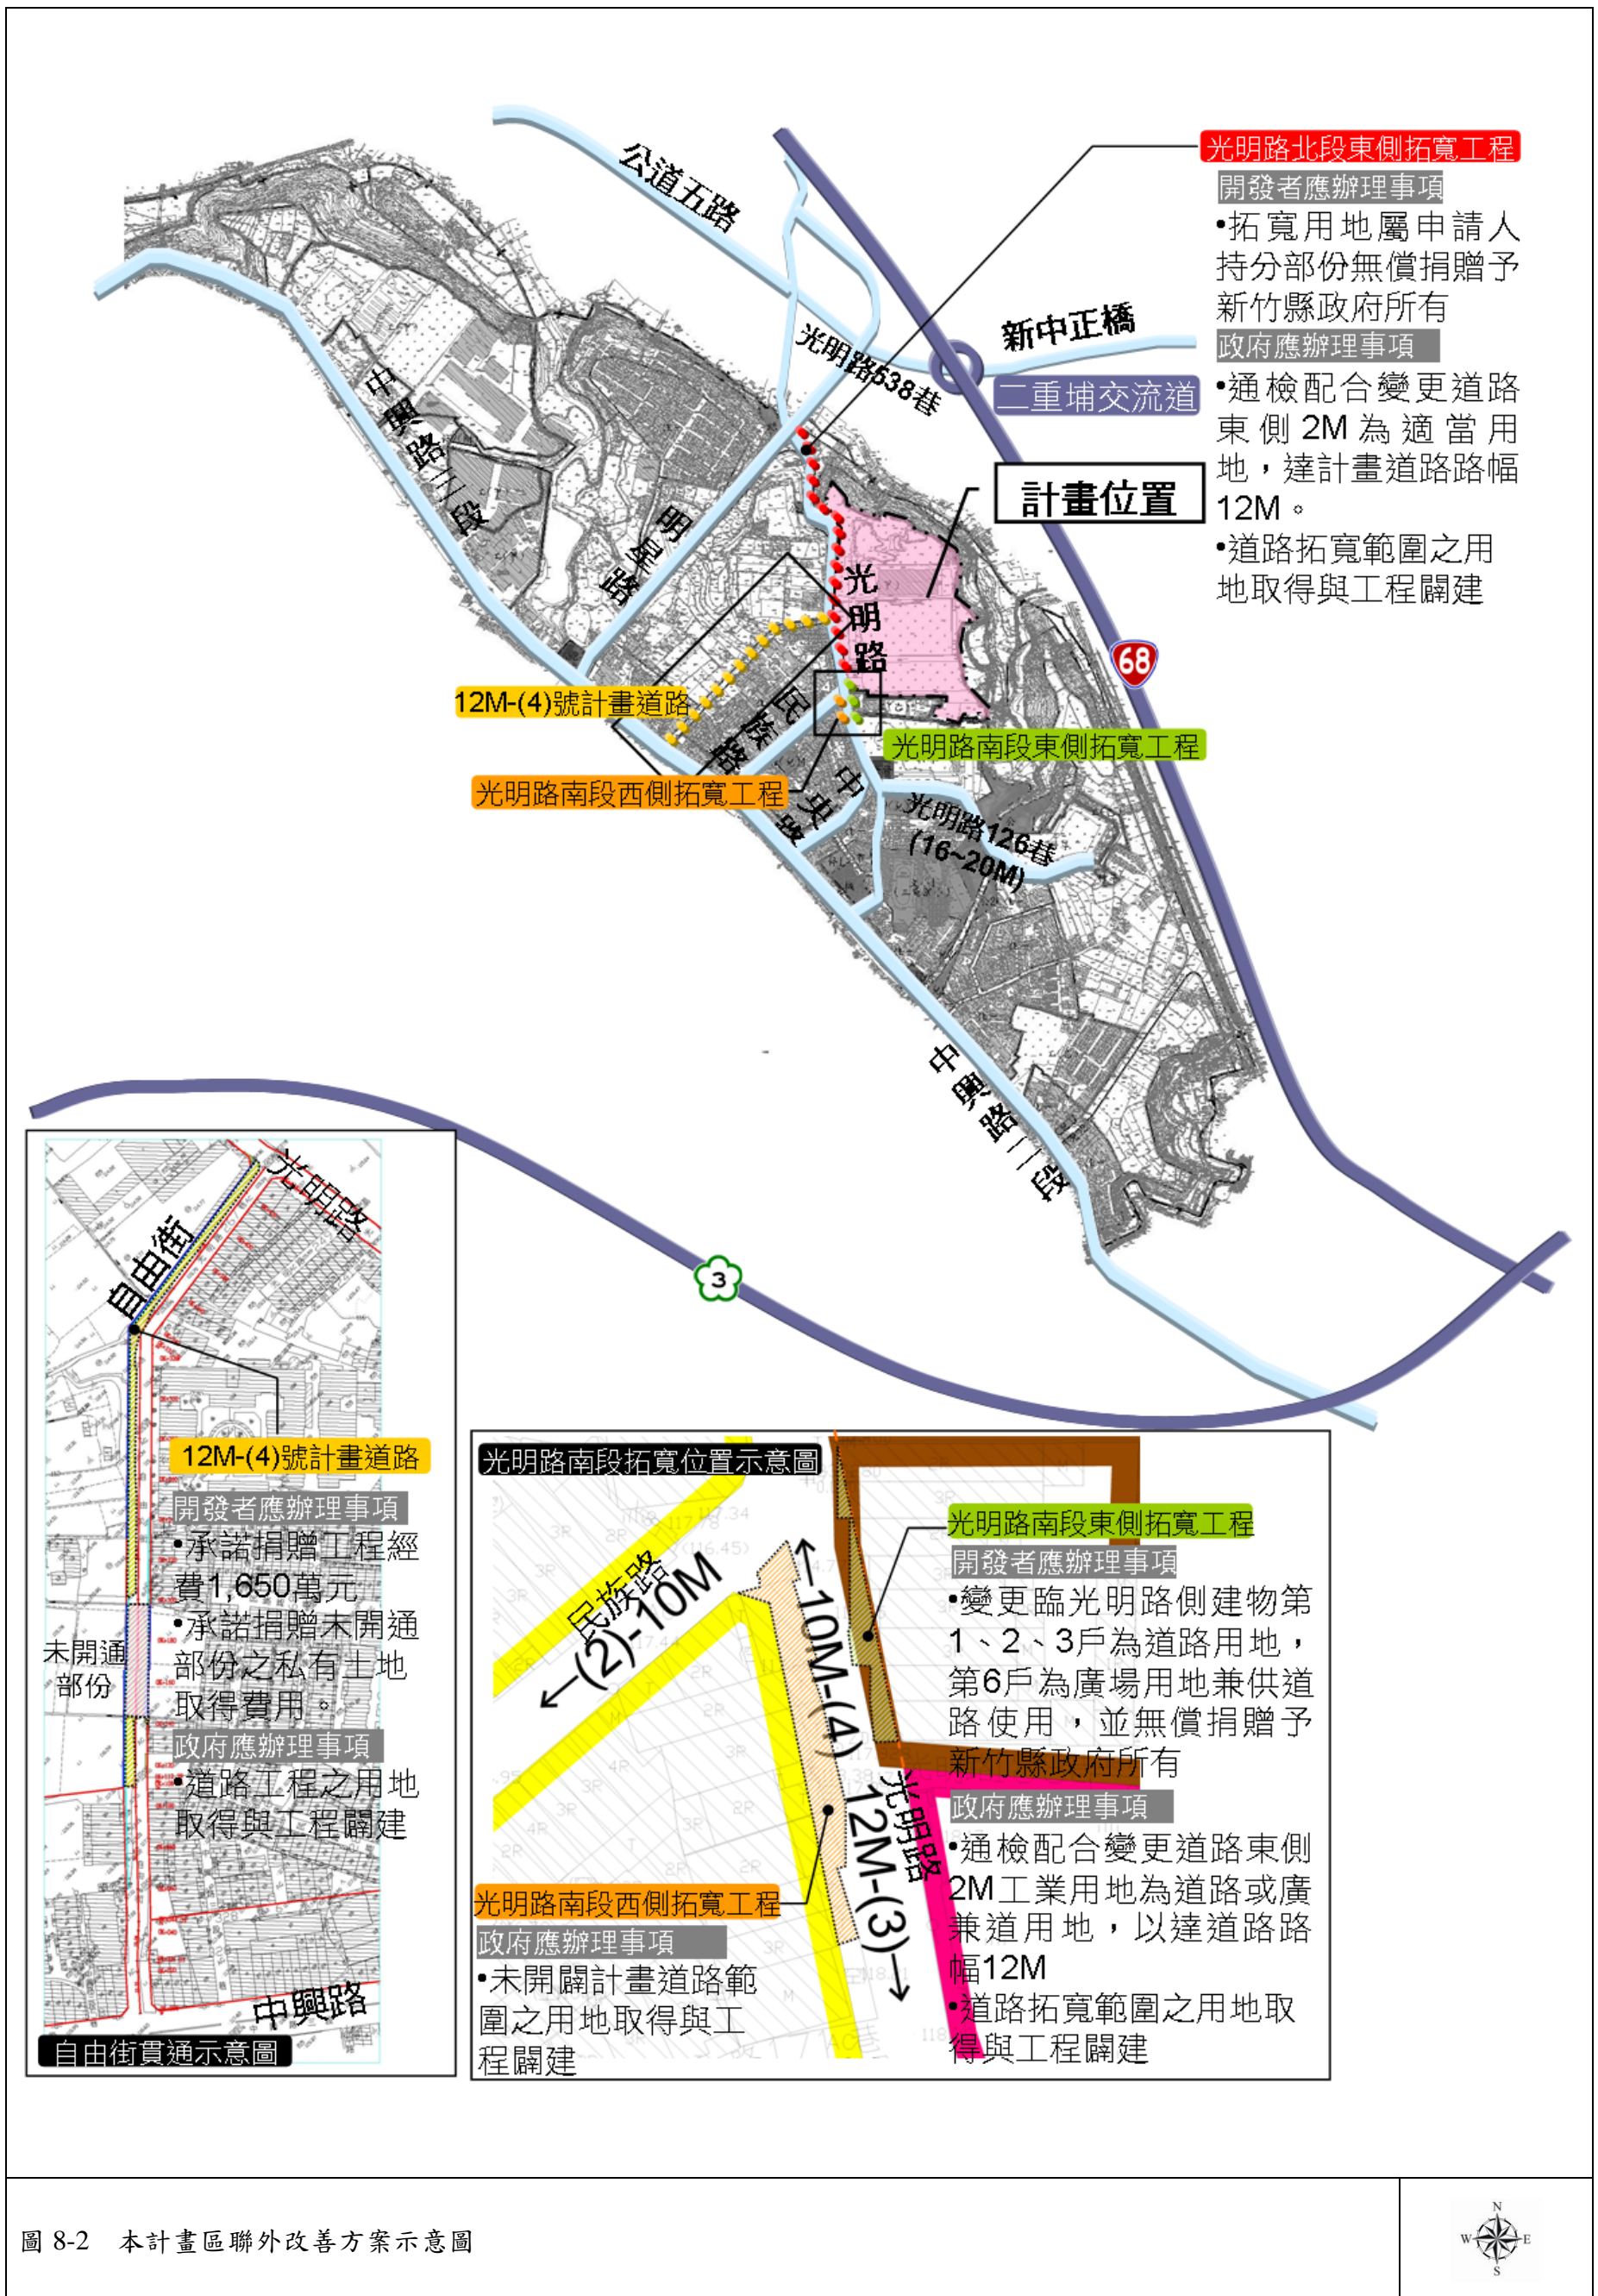 光明路北段東側拓寬工程
開發者應辦理事項
•拓寬用地屬申請人
持分部份無償捐贈予
新竹縣政府所有
政府應辦理事項
•通檢配合變更道路
東側2M為適當用
地，達計畫道路路幅
12M。
•道路拓寬範圍之用
地取得與工程闢建
公道五路
新中正橋
光明路638巷
二重埔交流道
計畫位置
中興路三段
明星路
光明路
68
12M-(4)號計畫道路
民族路
光明路南段東側拓寬工程
光明路南段西側拓寬工程
中央路
光明路126巷
(16~20M)
中興路二段
3
光明路
自由街
12M-(4)號計畫道路
開發者應辦理事項
•承諾捐贈工程經
費1,650萬元
•承諾捐贈未開通
部份之私有土地
取得費用。
未開通
部份
政府應辦理事項
•道路工程之用地
取得與工程闢建
中興路
自由街貫通示意圖
光明路南段拓寬位置示意圖
民族路
(2)-10M
10M-(4)
12M-(3)
光明路
光明路南段東側拓寬工程
開發者應辦理事項
•變更臨光明路側建物第
1、2、3戶為道路用地，
第6戶為廣場用地兼供道
路使用，並無償捐贈予
新竹縣政府所有
政府應辦理事項
•通檢配合變更道路東側
2M工業用地為道路或廣
兼道用地，以達道路路
幅12M
•道路拓寬範圍之用地取
得與工程闢建
光明路南段西側拓寬工程
政府應辦理事項
•未開闢計畫道路範
圍之用地取得與工
程闢建
圖 8-2　本計畫區聯外改善方案示意圖
N
W E
S